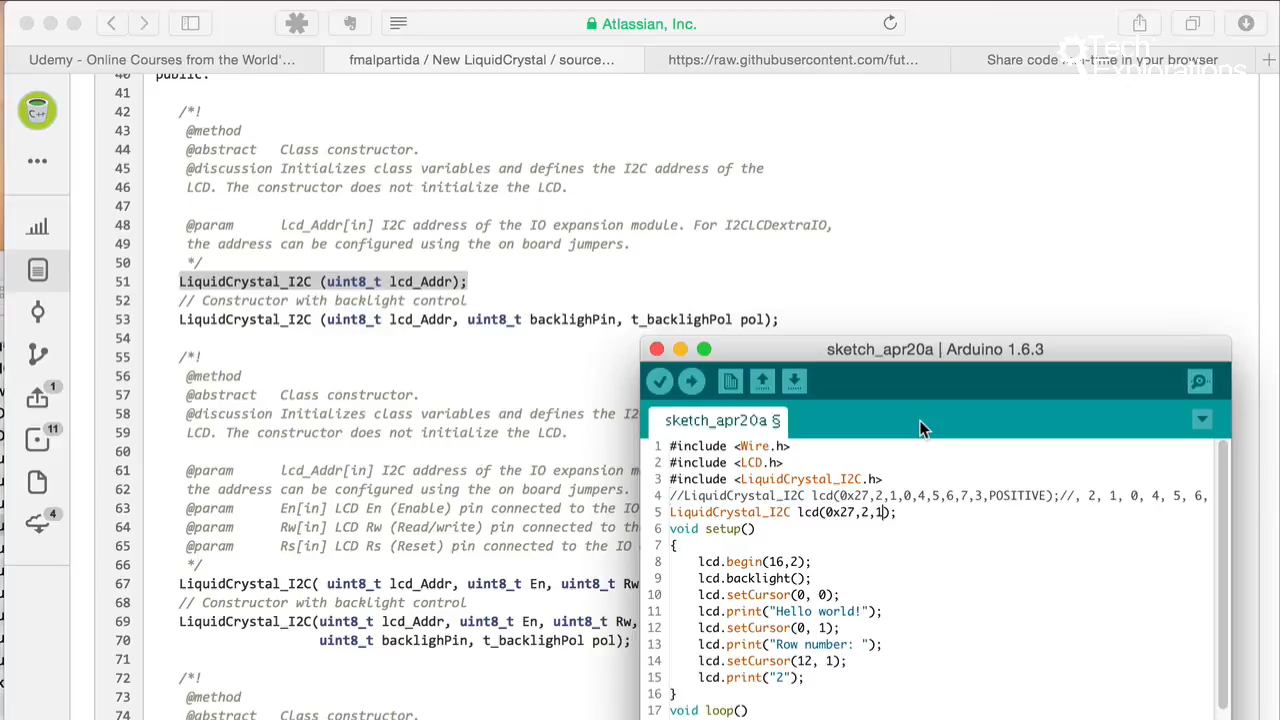 Atlassian, Inc.
Tech Explorations
Udemy - Online Courses from the World'...
fmalpartida / New LiquidCrystal / source...
https://raw.githubusercontent.com/fut...
Share code in your browser
40 public:
41
42 /*!
43 @method
44 @abstract Class constructor.
45 @discussion Initializes class variables and defines the I2C address of the
46 LCD. The constructor does not initialize the LCD.
47
48 @param lcd_Addr[in] I2C address of the IO expansion module. For I2CLCDextraIO,
49 the address can be configured using the on board jumpers.
50 */
51 LiquidCrystal_I2C (uint8_t lcd_Addr);
52 // Constructor with backlight control
53 LiquidCrystal_I2C (uint8_t lcd_Addr, uint8_t backlighPin, t_backlighPol pol);
54
55 /*!
56 @method
57 @abstract Class constructor.
58 @discussion Initializes class variables and defines the I2
59 LCD. The constructor does not initialize the LCD.
60
61 @param lcd_Addr[in] I2C address of the IO expansion m
62 the address can be configured using the on board jumpers.
63 @param En[in] LCD En (Enable) pin connected to the IO
64 @param Rw[in] LCD Rw (Read/write) pin connected to th
65 @param Rs[in] LCD Rs (Reset) pin connected to the IO
66 */
67 LiquidCrystal_I2C( uint8_t lcd_Addr, uint8_t En, uint8_t Rw
68 // Constructor with backlight control
69 LiquidCrystal_I2C(uint8_t lcd_Addr, uint8_t En, uint8_t Rw,
70 uint8_t backlighPin, t_backlighPol pol);
71
72 /*!
73 @method
74 @abstract Class constructor.
C++
1
11
4
sketch_apr20a | Arduino 1.6.3
sketch_apr20a §
1 #include <Wire.h>
2 #include <LCD.h>
3 #include <LiquidCrystal_I2C.h>
4 //LiquidCrystal_I2C lcd(0x27,2,1,0,4,5,6,7,3,POSITIVE);//, 2, 1, 0, 4, 5, 6,
5 LiquidCrystal_I2C lcd(0x27,2,1);
6 void setup()
7 {
8 lcd.begin(16,2);
9 lcd.backlight();
10 lcd.setCursor(0, 0);
11 lcd.print("Hello world!");
12 lcd.setCursor(0, 1);
13 lcd.print("Row number: ");
14 lcd.setCursor(12, 1);
15 lcd.print("2");
16 }
17 void loop()